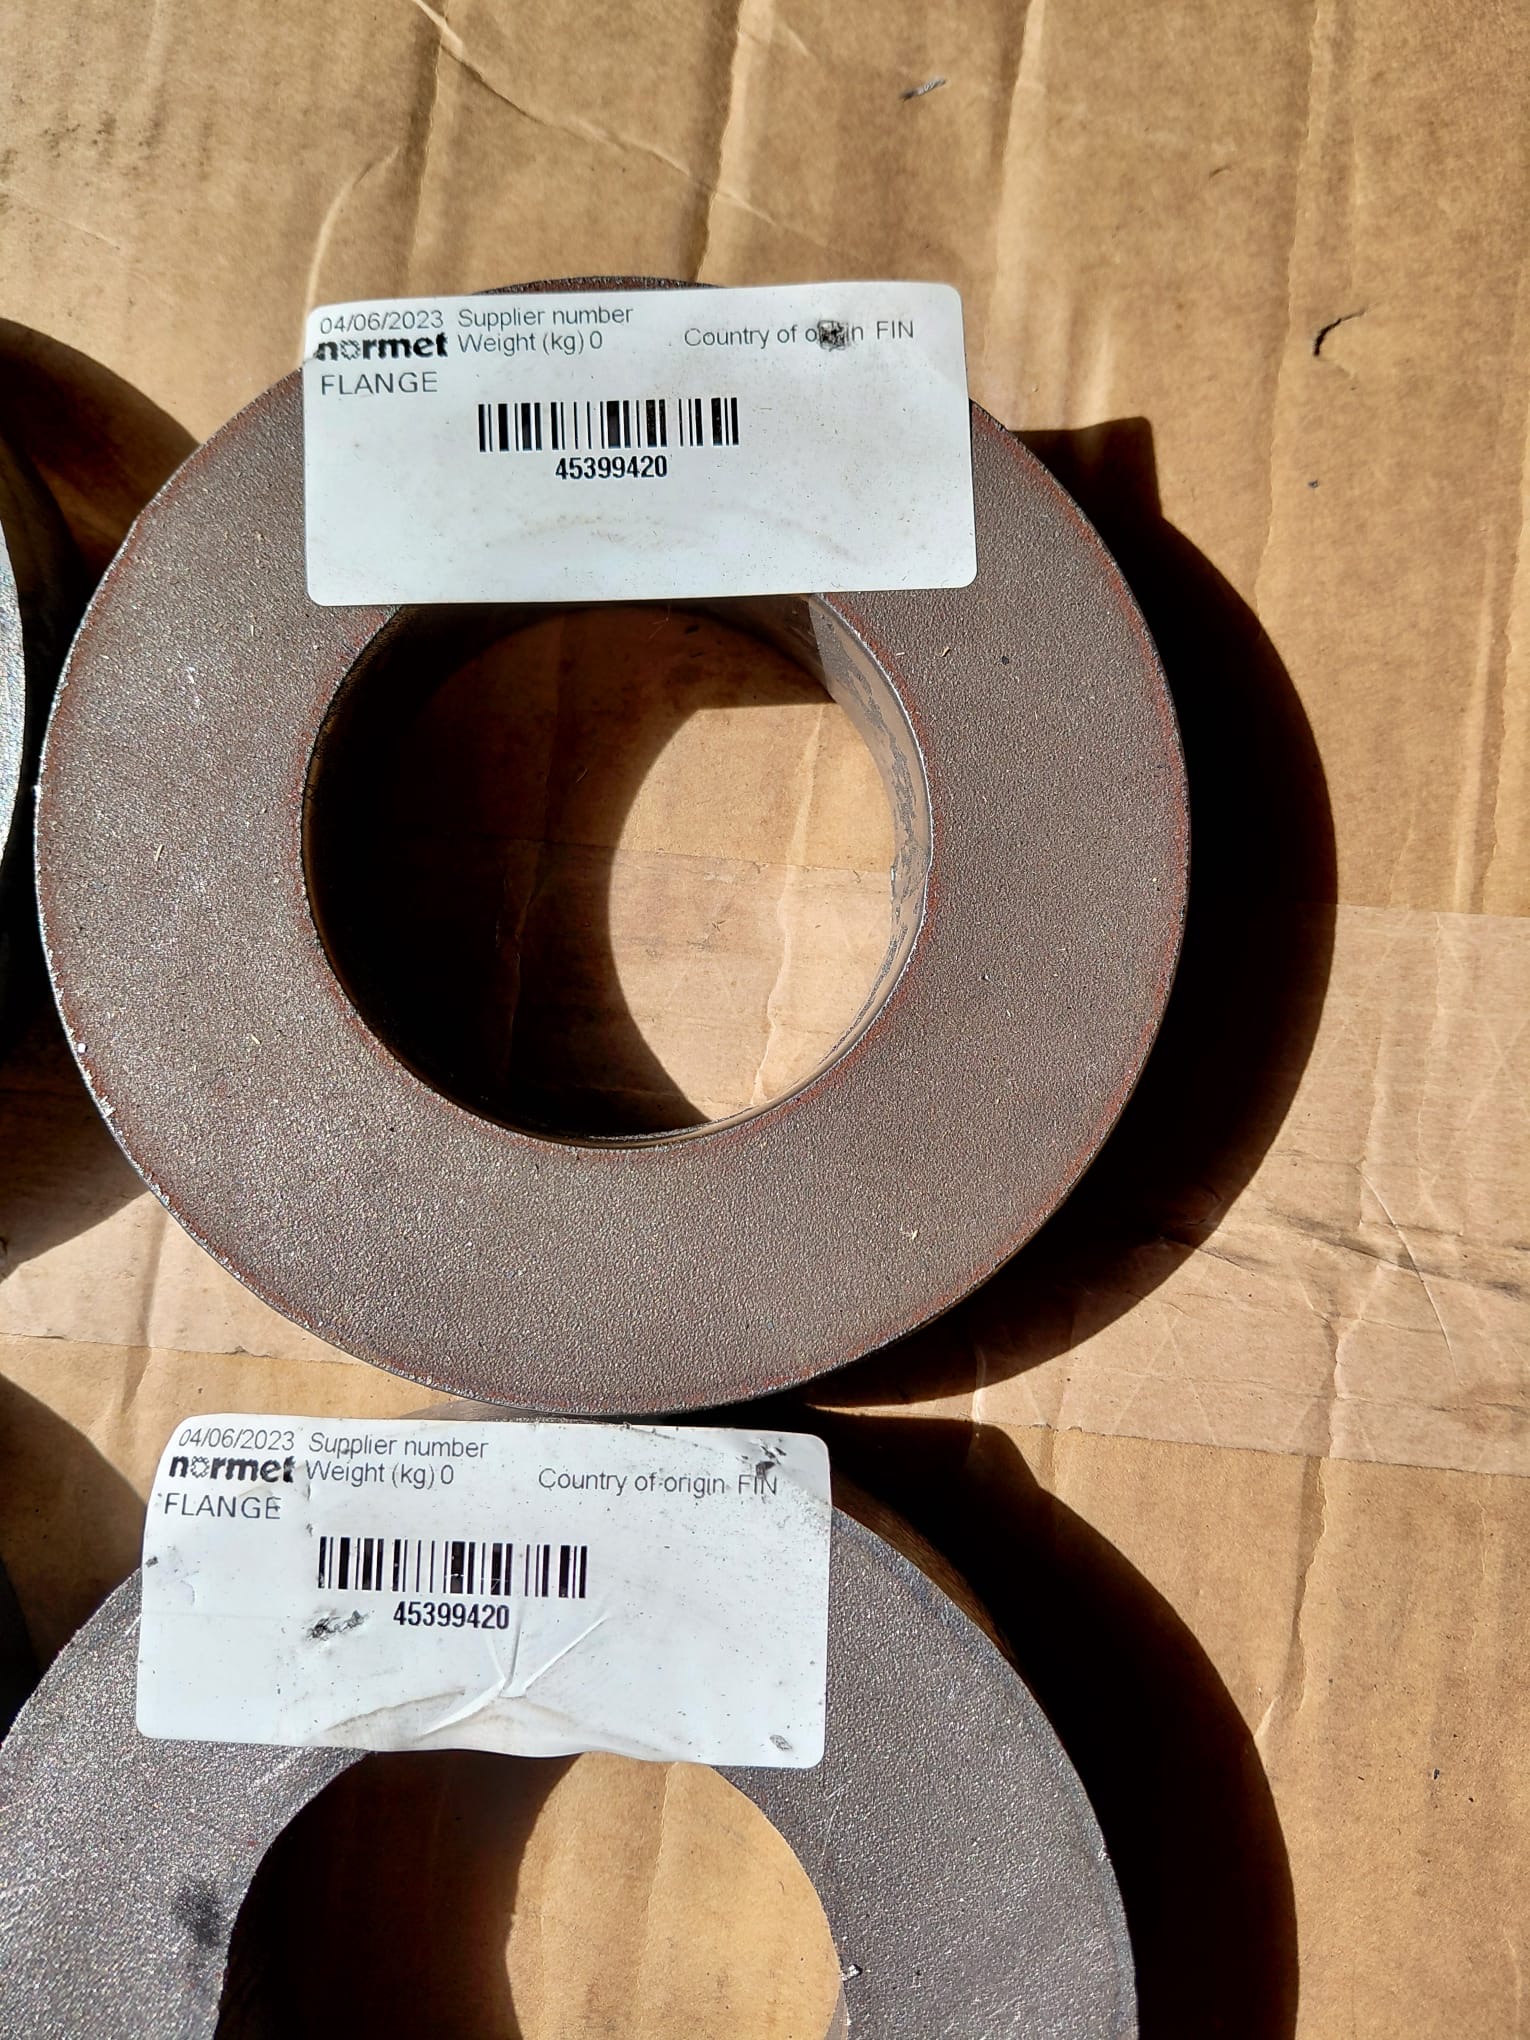 04/06/2023 Supplier number
normet Weight (kg) 0 Country of origin FIN
FLANGE
45399420
04/06/2023 Supplier number
normet Weight (kg) 0 Country of origin FIN
FLANGE
45399420